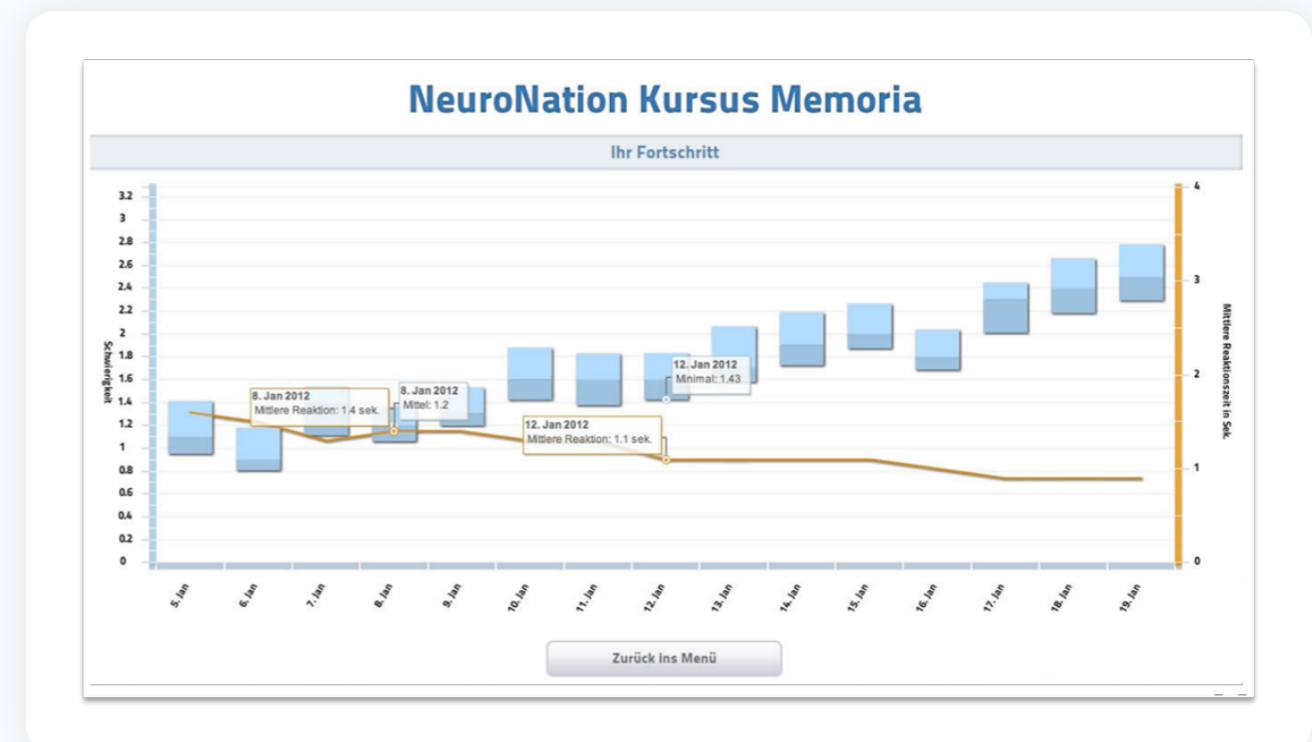 NeuroNation Kursus Memoria
Ihr Fortschritt
3.2
3
2.8
2.6
2.4
2.2
2
1.8
1.6
1.4
1.2
1
0.8
0.6
0.4
0.2
0
Schwierigkeit
8. Jan 2012
Mittlere Reaktion: 1.4 sek.
8. Jan 2012
Mittel: 1.2
12. Jan 2012
Mittlere Reaktion: 1.1 sek.
12. Jan 2012
Minimal: 1.43
4
3
2
1
0
Mittlere Reaktionszeit in Sek.
5. Jan
6. Jan
7. Jan
8. Jan
9. Jan
10. Jan
11. Jan
12. Jan
13. Jan
14. Jan
15. Jan
16. Jan
17. Jan
18. Jan
19. Jan
Zurück ins Menü